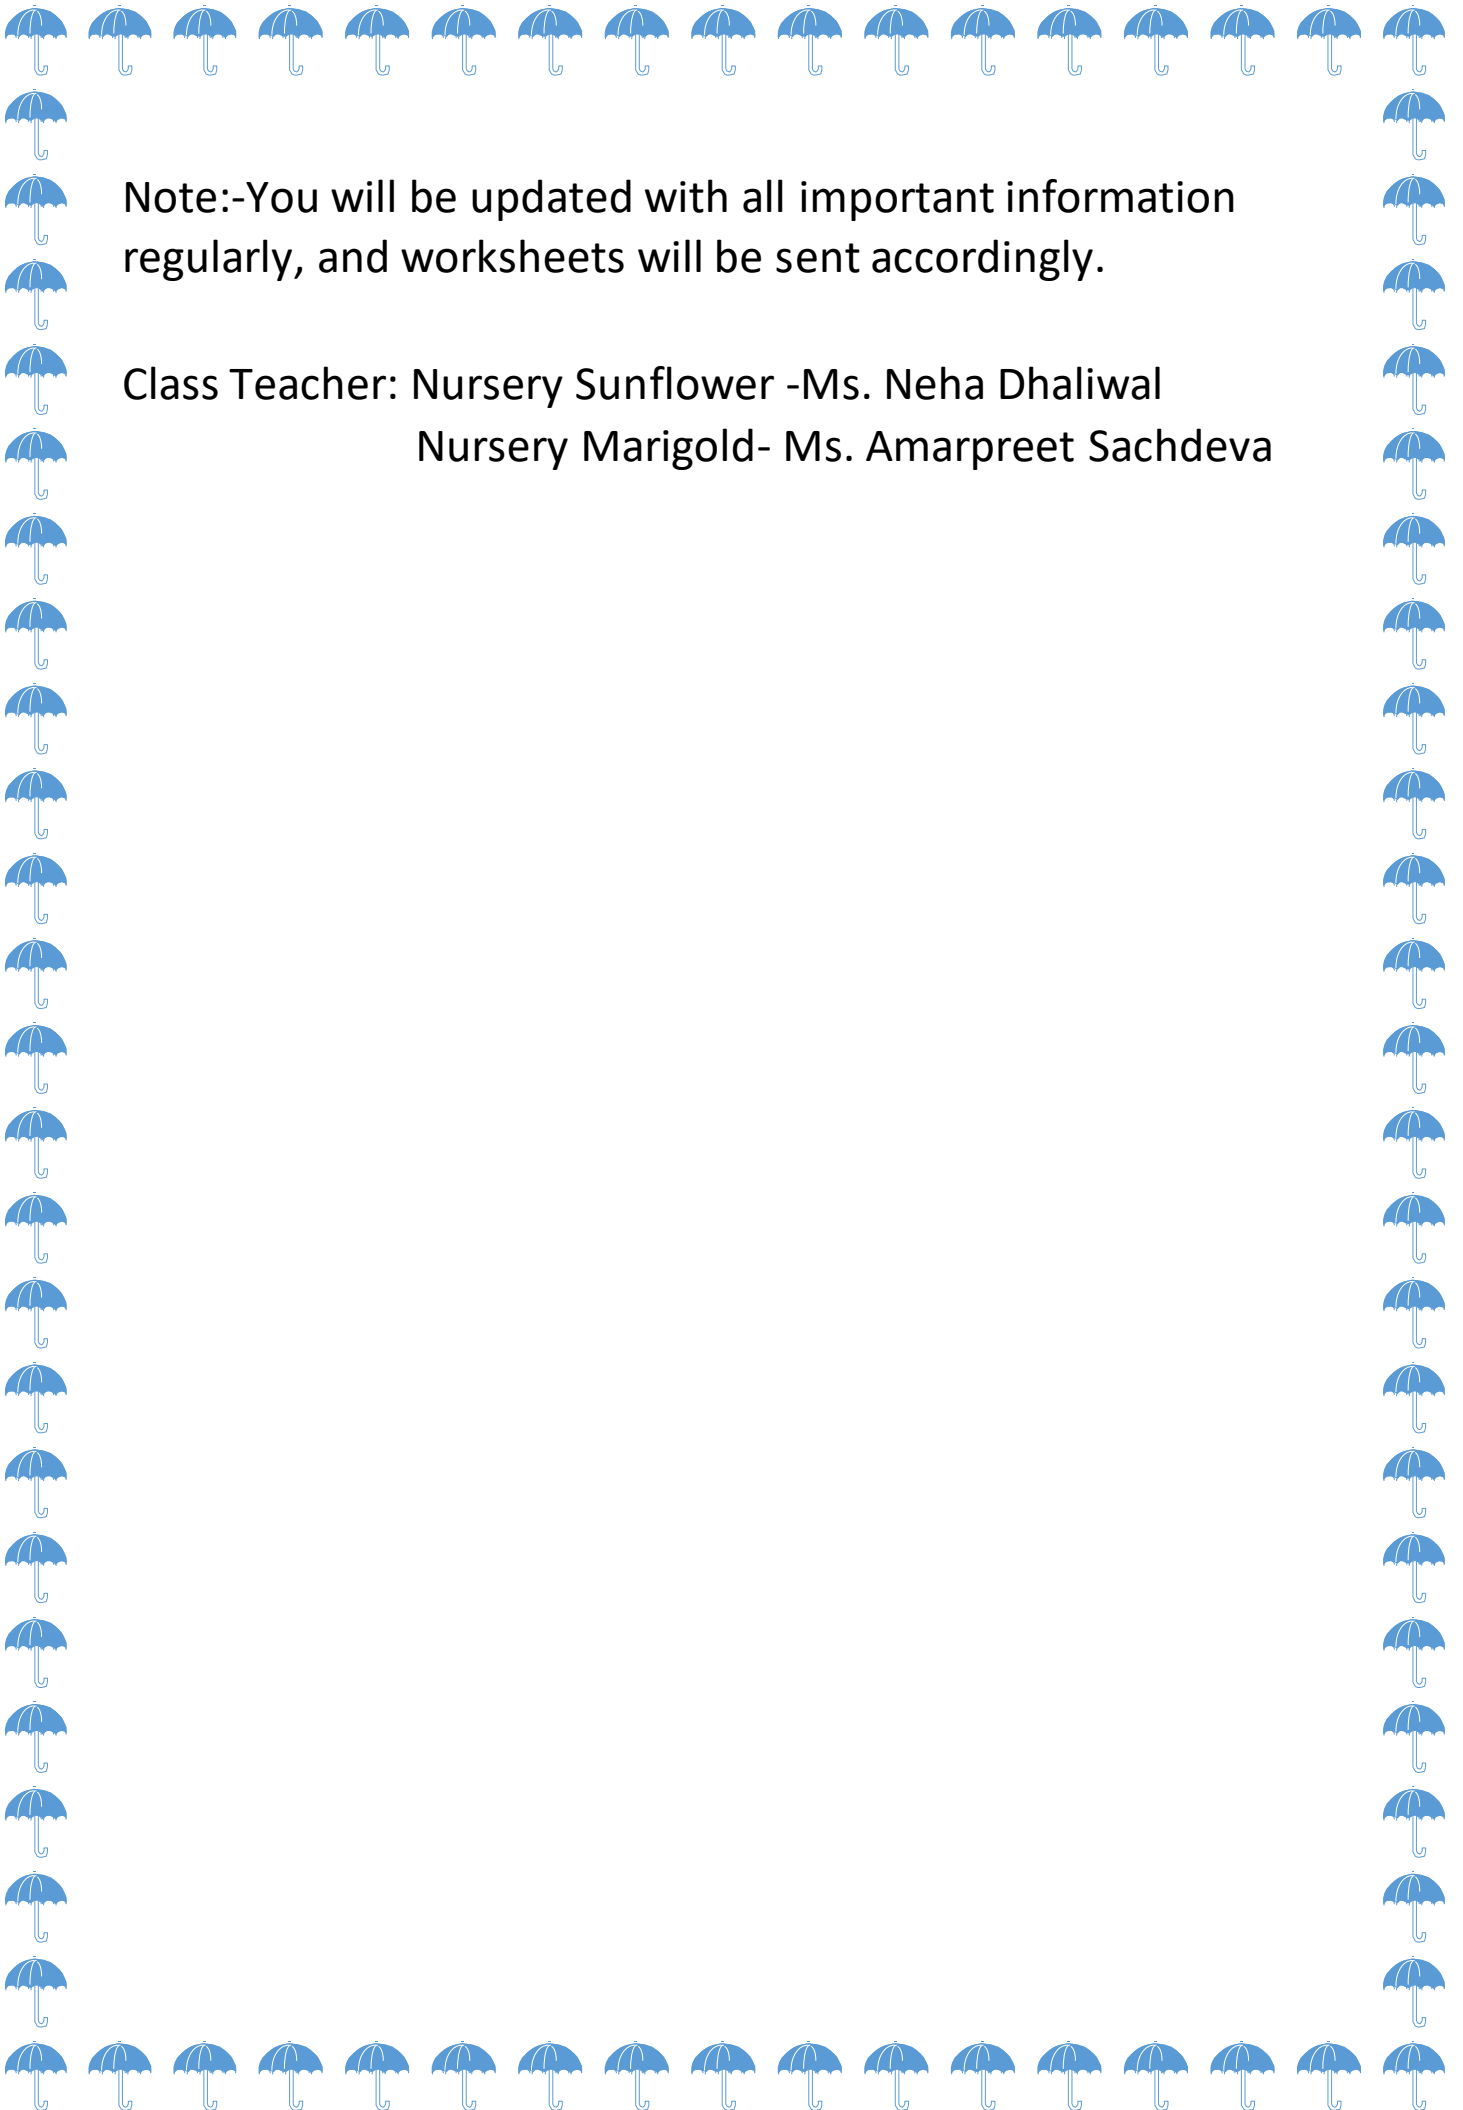 Note:-You will be updated with all important information
regularly, and worksheets will be sent accordingly.
Class Teacher: Nursery Sunflower -Ms. Neha Dhaliwal
Nursery Marigold- Ms. Amarpreet Sachdeva